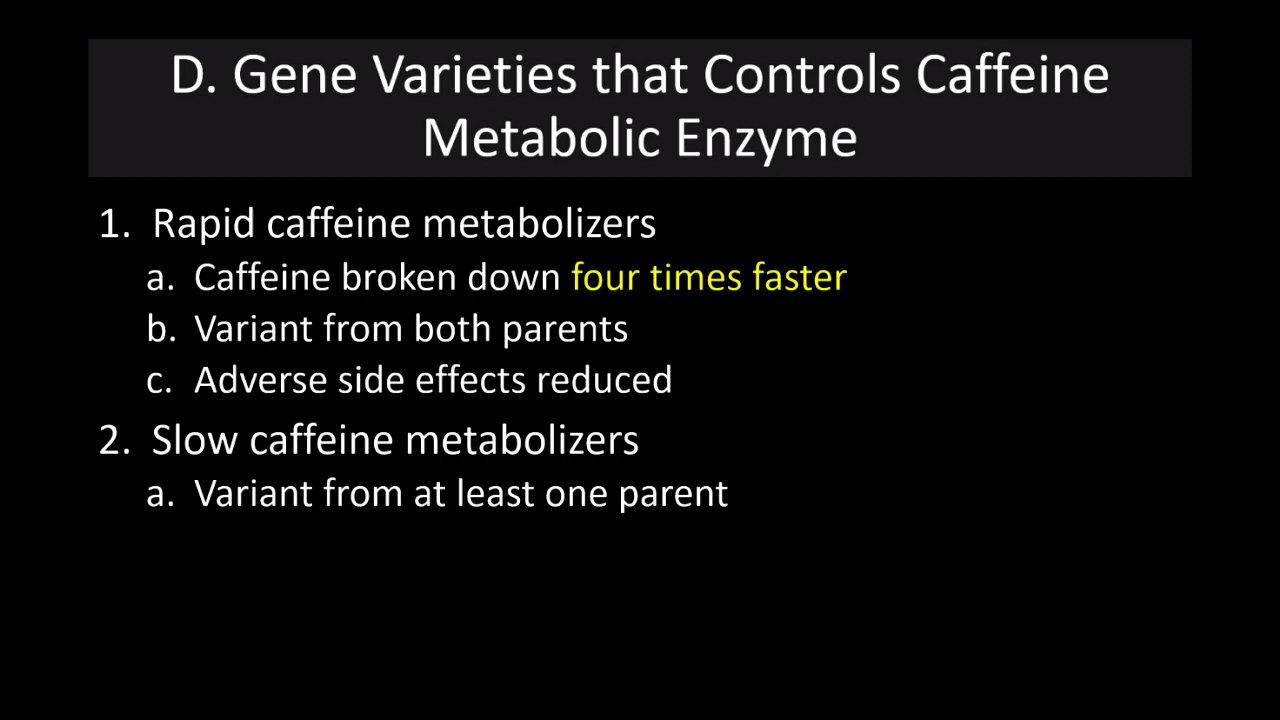 D. Gene Varieties that Controls Caffeine
Metabolic Enzyme
1. Rapid caffeine metabolizers
a. Caffeine broken down four times faster
b. Variant from both parents
c. Adverse side effects reduced
2. Slow caffeine metabolizers
a. Variant from at least one parent